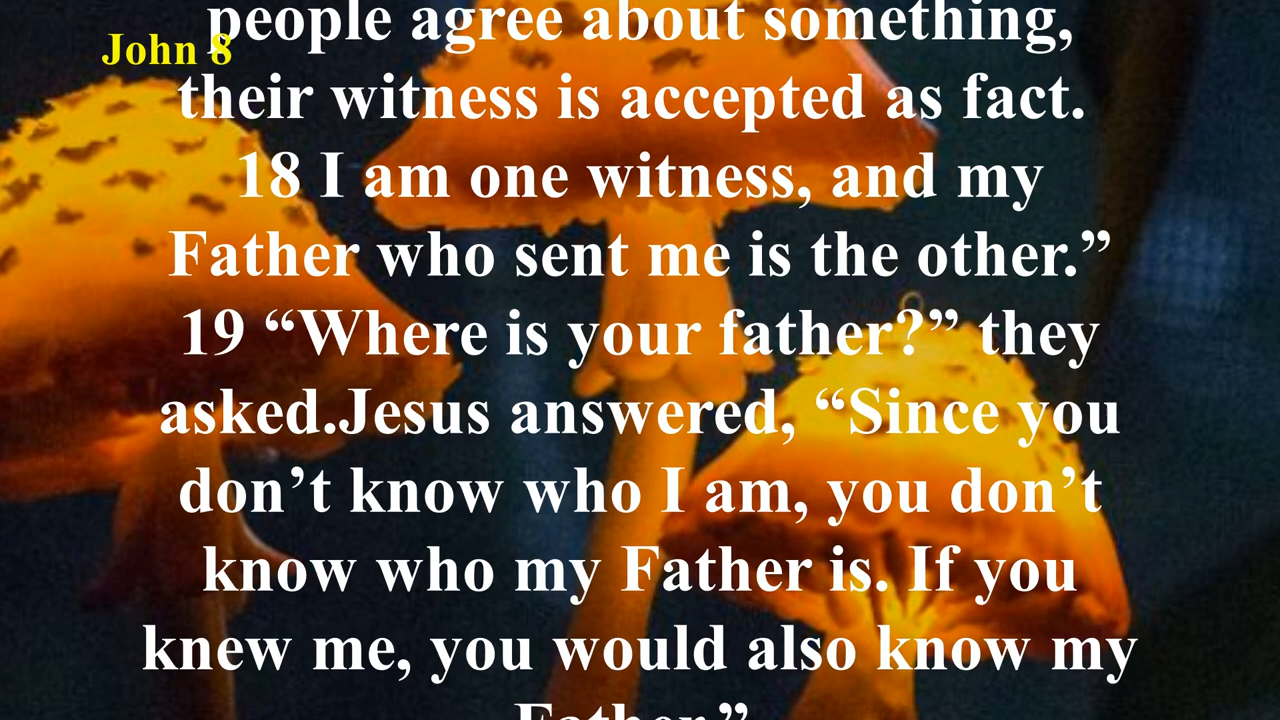 people agree about something,
John 8
their witness is accepted as fact.
18 I am one witness, and my
Father who sent me is the other.”
19 “Where is your father?” they
asked.Jesus answered, “Since you
don’t know who I am, you don’t
know who my Father is. If you
knew me, you would also know my
Father.”